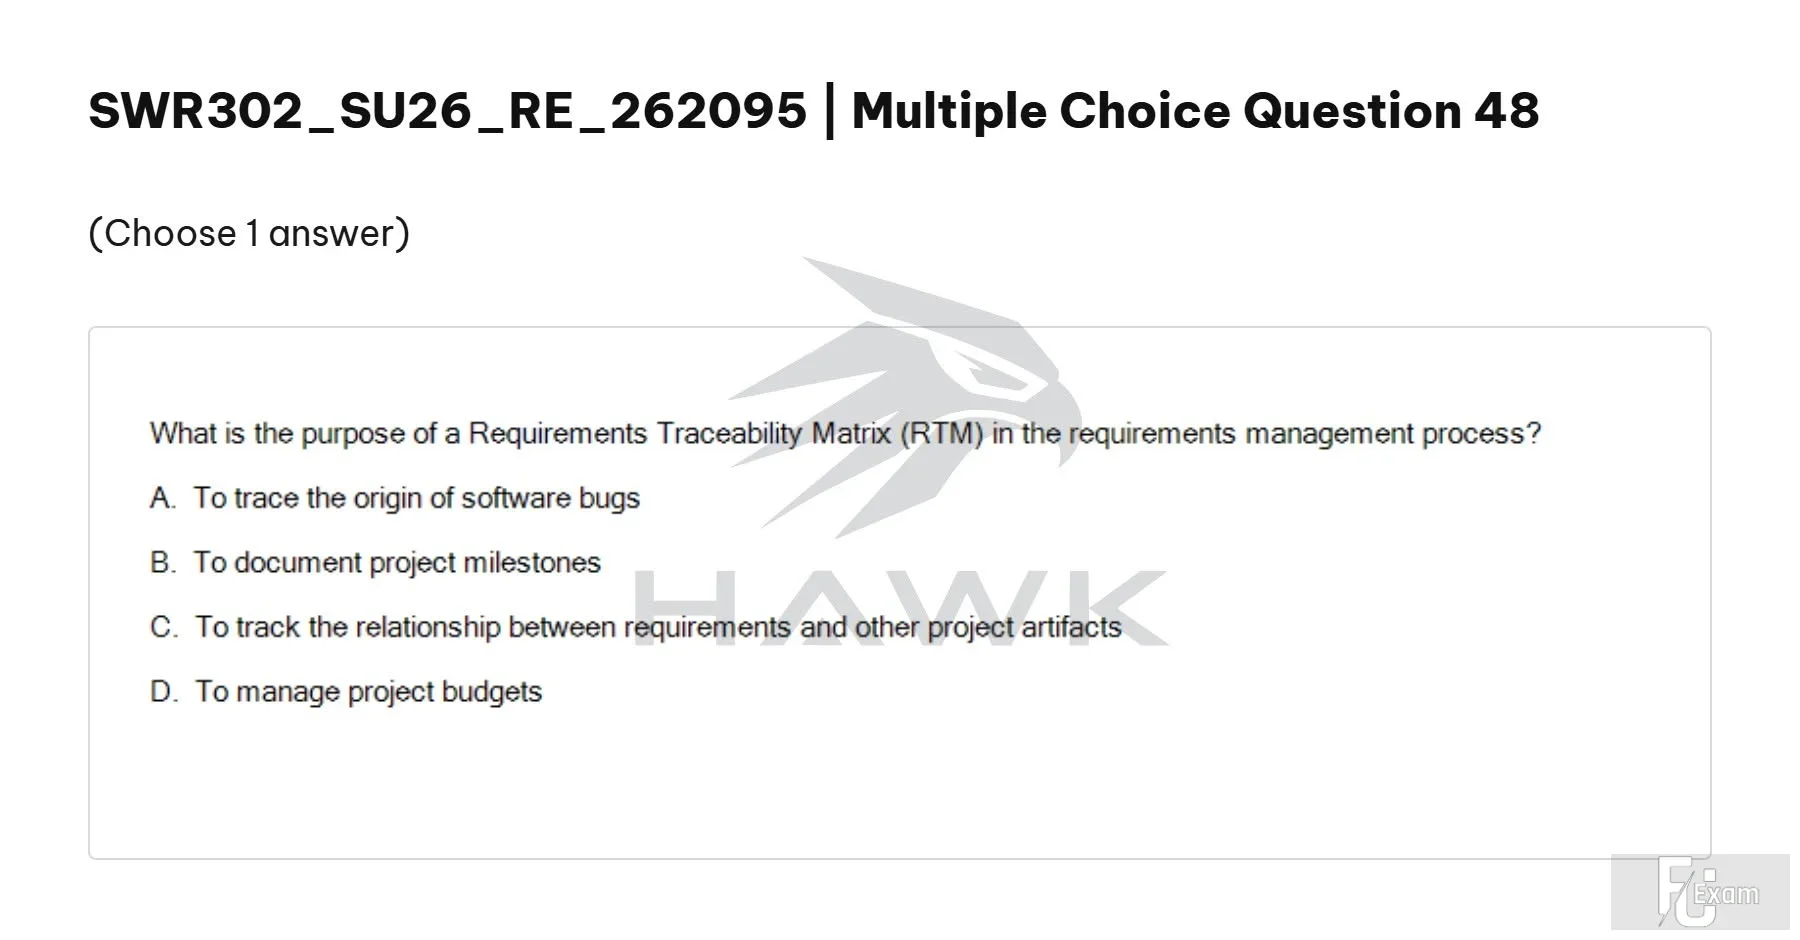 SWR302_SU26_RE_262095 | Multiple Choice Question 48
(Choose 1 answer)
What is the purpose of a Requirements Traceability Matrix (RTM) in the requirements management process?
A. To trace the origin of software bugs
B. To document project milestones
C. To track the relationship between requirements and other project artifacts
D. To manage project budgets
HAWK
FU Exam